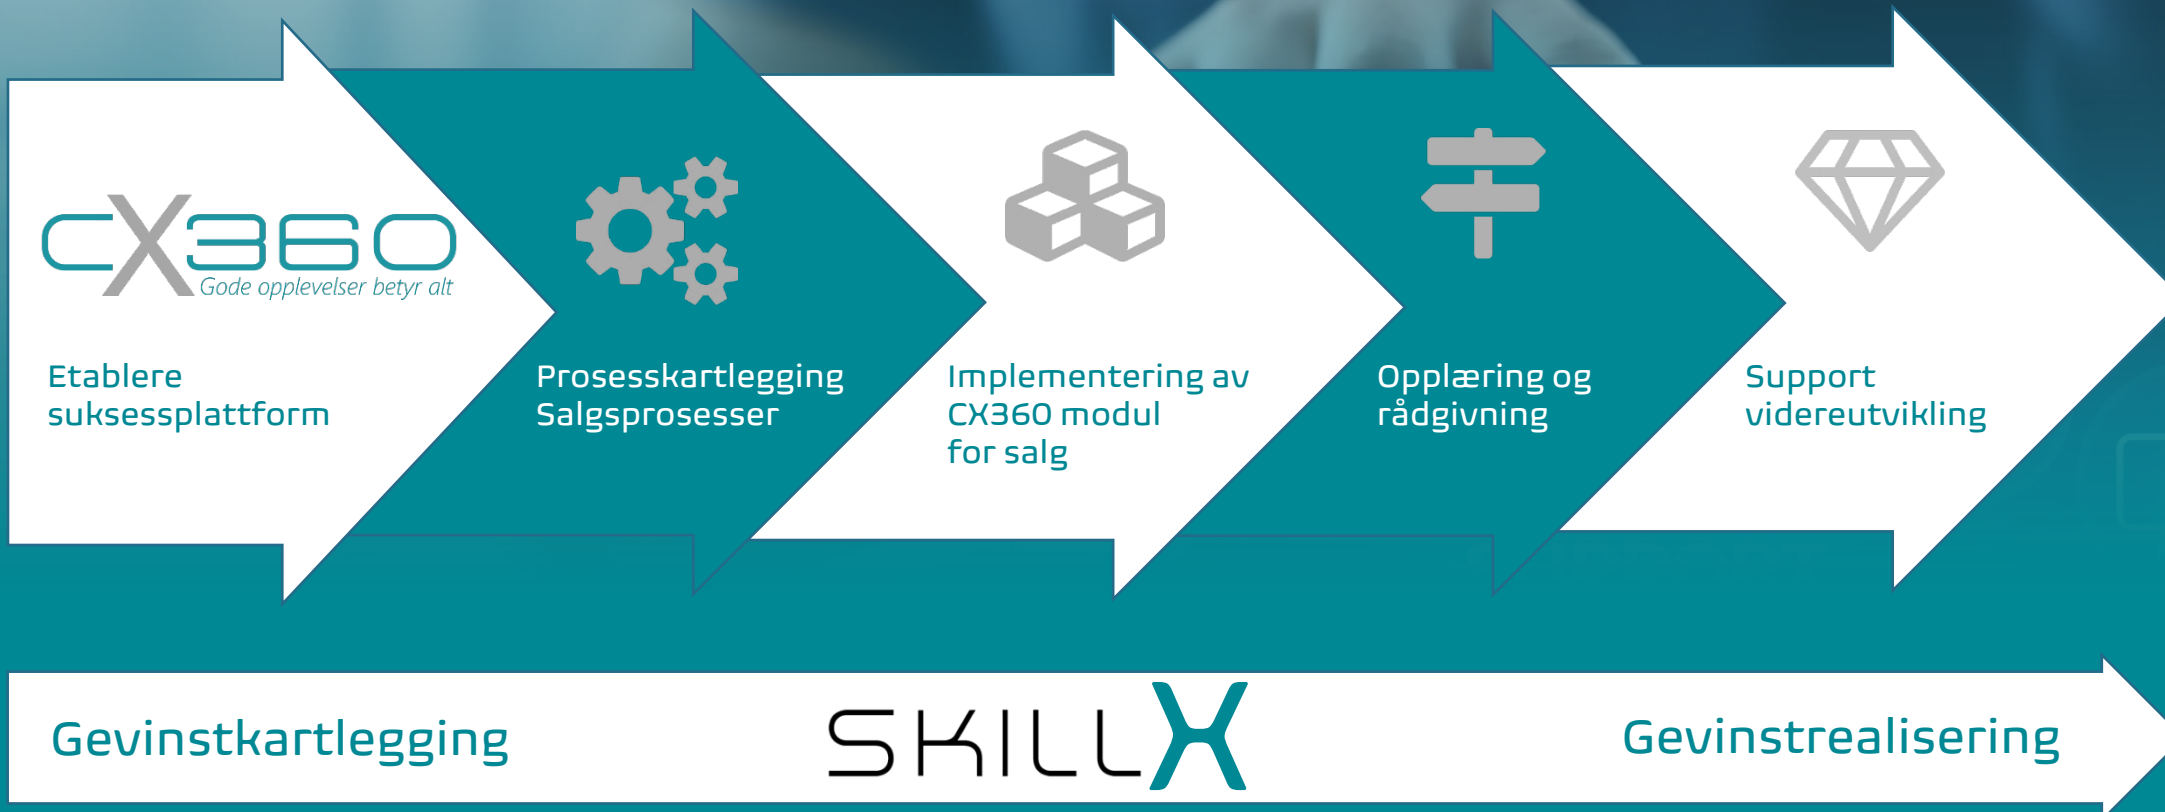 CX360
Gode opplevelser betyr alt
Etablere
suksessplattform
Prosesskartlegging
Salgsprosesser
Implementering av
CX360 modul
for salg
Opplæring og
rådgivning
Support
videreutvikling
Gevinstkartlegging
SKILLX
Gevinstrealisering